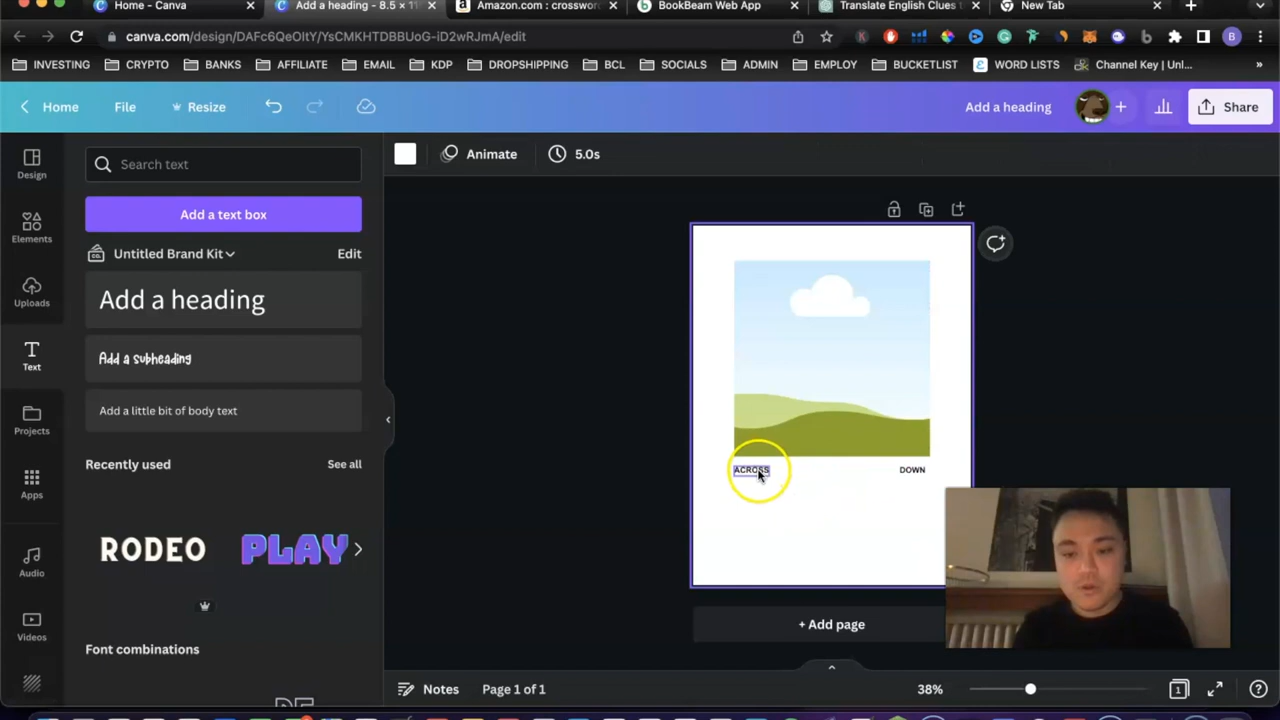 Home - Canva
Add a heading - 8.5 × 11
Amazon.com : crosswor
BookBeam Web App
Translate English Clues t
New Tab
canva.com/design/DAFc6QeOItY/YsCMKHTDBBUoG-iD2wRJmA/edit
INVESTING
CRYPTO
BANKS
AFFILIATE
EMAIL
KDP
DROPSHIPPING
BCL
SOCIALS
ADMIN
EMPLOY
BUCKETLIST
WORD LISTS
Channel Key | Unl...
Home
File
Resize
Add a heading
Share
Design
Elements
Uploads
Text
Projects
Apps
Audio
Videos
Search text
Add a text box
Untitled Brand Kit
Edit
Add a heading
Add a subheading
Add a little bit of body text
Recently used
See all
RODEO
PLAY
Font combinations
Animate
5.0s
ACROSS
DOWN
+ Add page
Notes
Page 1 of 1
38%
1